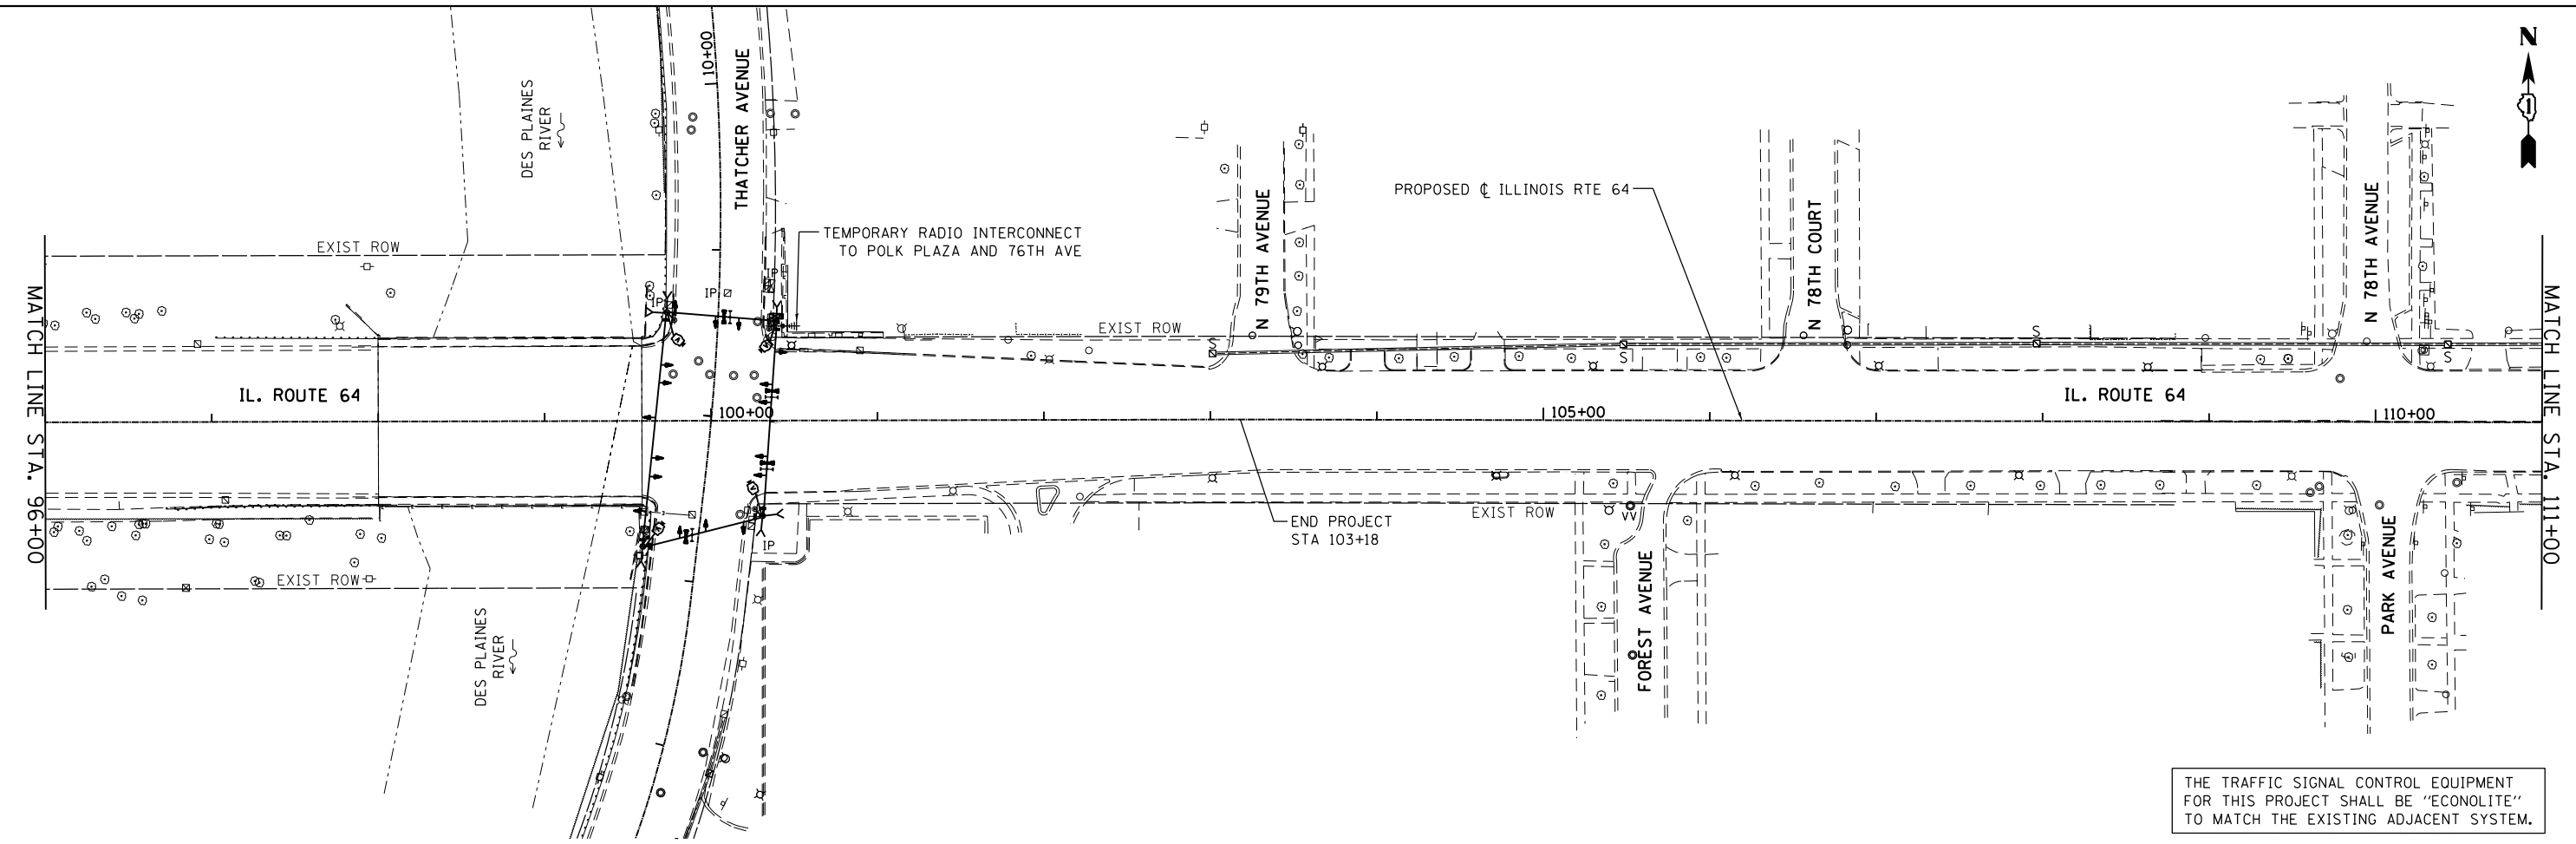 N
1
10+00
THATCHER AVENUE
DES PLAINES
RIVER
PROPOSED ℄ ILLINOIS RTE 64
TEMPORARY RADIO INTERCONNECT
TO POLK PLAZA AND 76TH AVE
N 79TH AVENUE
N 78TH COURT
N 78TH AVENUE
EXIST ROW
IP
IP
IP
EXIST ROW
S
S
S
S
MATCH LINE STA. 96+00
MATCH LINE STA. 111+00
IL. ROUTE 64
IL. ROUTE 64
100+00
105+00
110+00
EXIST ROW
VV
END PROJECT
STA 103+18
IP
EXIST ROW
DES PLAINES
RIVER
FOREST AVENUE
PARK AVENUE
THE TRAFFIC SIGNAL CONTROL EQUIPMENT
FOR THIS PROJECT SHALL BE "ECONOLITE"
TO MATCH THE EXISTING ADJACENT SYSTEM.